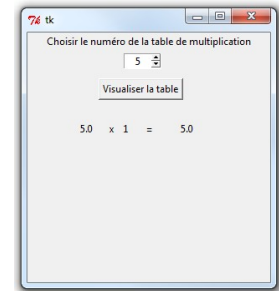 tk
Choisir le numéro de la table de multiplication
5
Visualiser la table
5.0 x 1 = 5.0